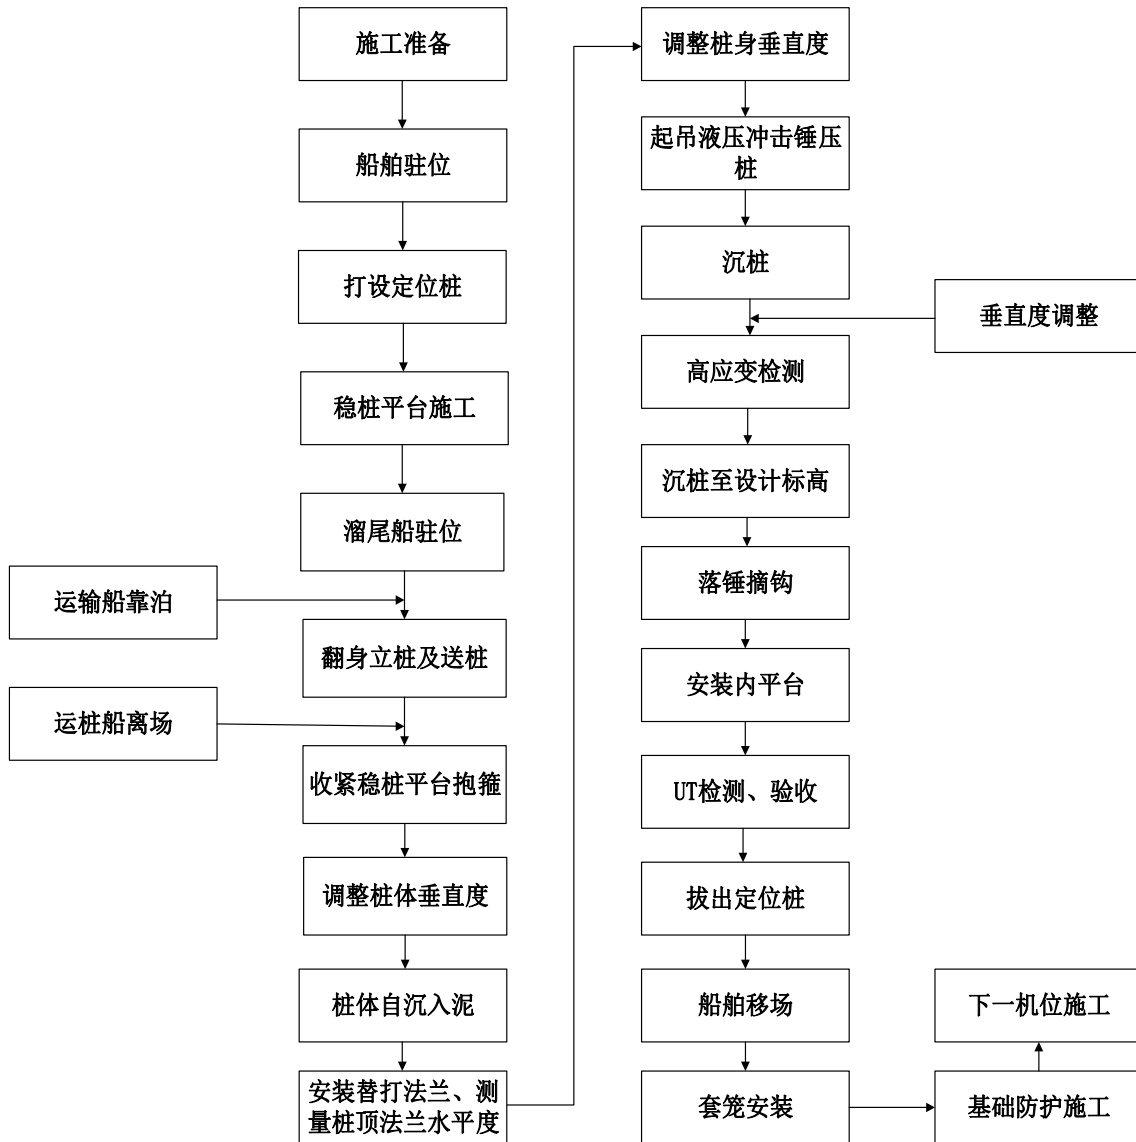 施工准备
船舶驻位
打设定位桩
稳桩平台施工
溜尾船驻位
运输船靠泊
翻身立桩及送桩
运桩船离场
收紧稳桩平台抱箍
调整桩体垂直度
桩体自沉入泥
安装替打法兰、测
量桩顶法兰水平度
调整桩身垂直度
起吊液压冲击锤压
桩
沉桩
垂直度调整
高应变检测
沉桩至设计标高
落锤摘钩
安装内平台
UT检测、验收
拔出定位桩
船舶移场
套笼安装
基础防护施工
下一机位施工